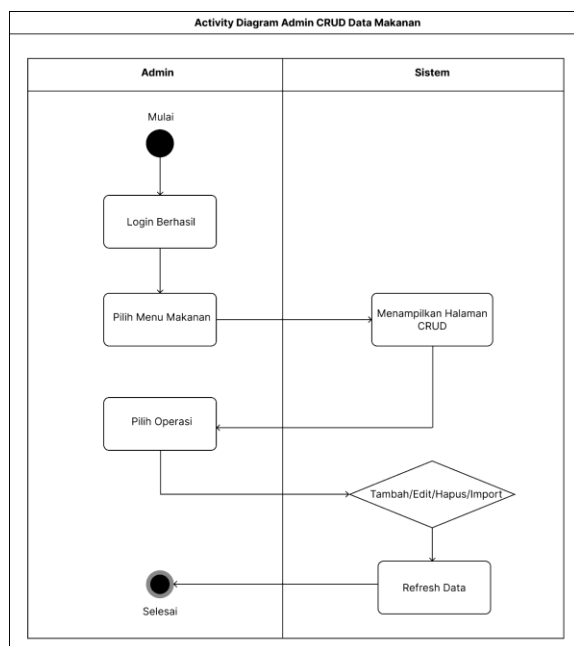 Activity Diagram Admin CRUD Data Makanan
Admin
Sistem
Mulai
Login Berhasil
Pilih Menu Makanan
Menampilkan Halaman
CRUD
Pilih Operasi
Tambah/Edit/Hapus/Import
Refresh Data
Selesai